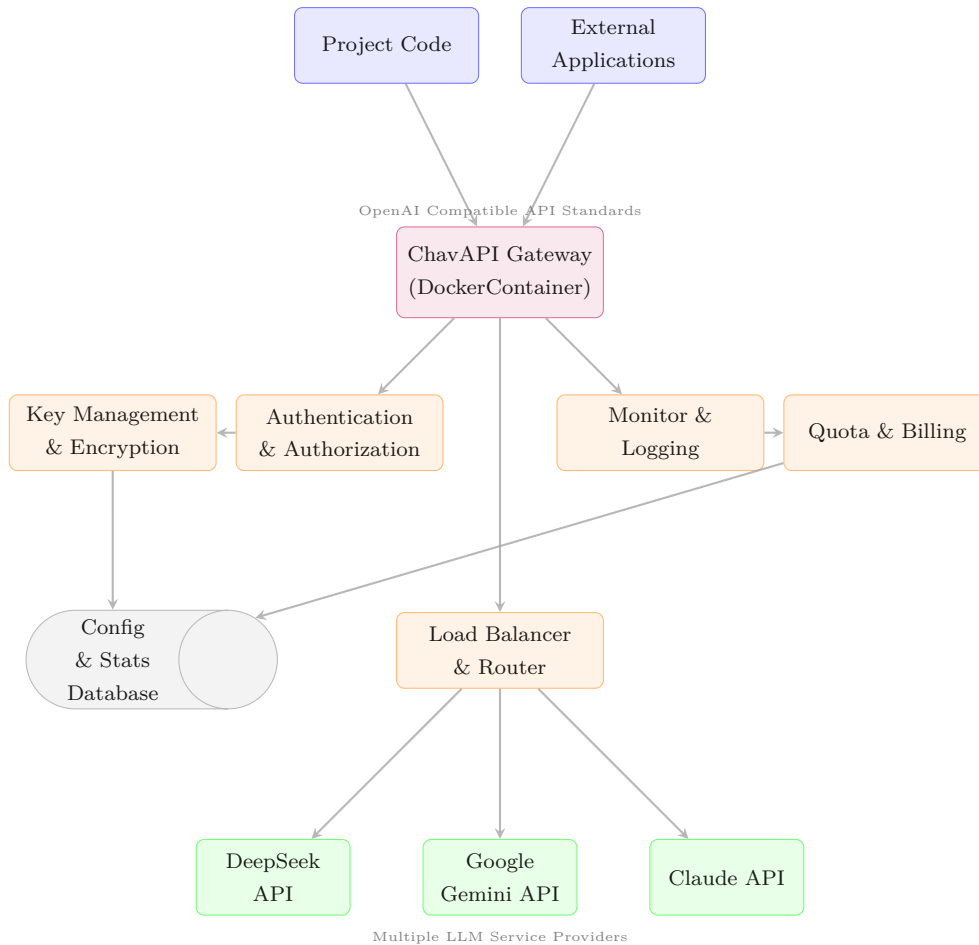 Project Code
External
Applications
OpenAI Compatible API Standards
ChavAPI Gateway
(DockerContainer)
Key Management
& Encryption
Authentication
& Authorization
Monitor &
Logging
Quota & Billing
Config
& Stats
Database
Load Balancer
& Router
DeepSeek
API
Google
Gemini API
Claude API
Multiple LLM Service Providers